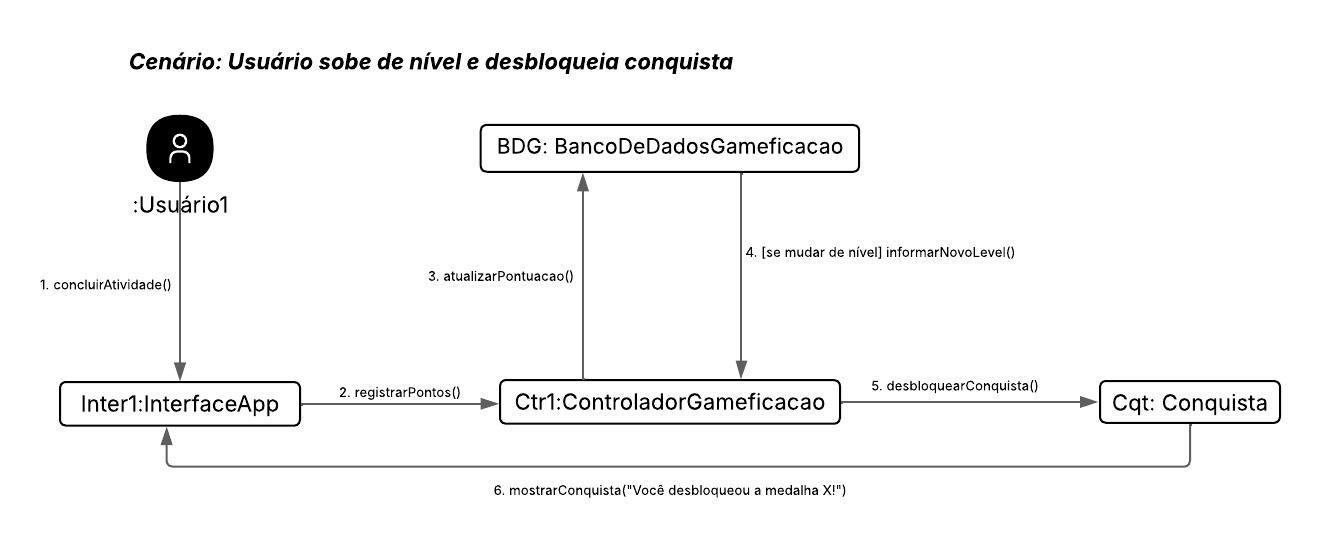 Cenário: Usuário sobe de nível e desbloqueia conquista
BDG: BancoDeDadosGameficacao
:Usuário1
4. [se mudar de nível] informarNovoLevel()
3. atualizarPontuacao()
1. concluirAtividade()
2. registrarPontos()
5. desbloquearConquista()
Inter1:InterfaceApp
Ctr1:ControladorGameficacao
Cqt: Conquista
6. mostrarConquista("Você desbloqueou a medalha X!")